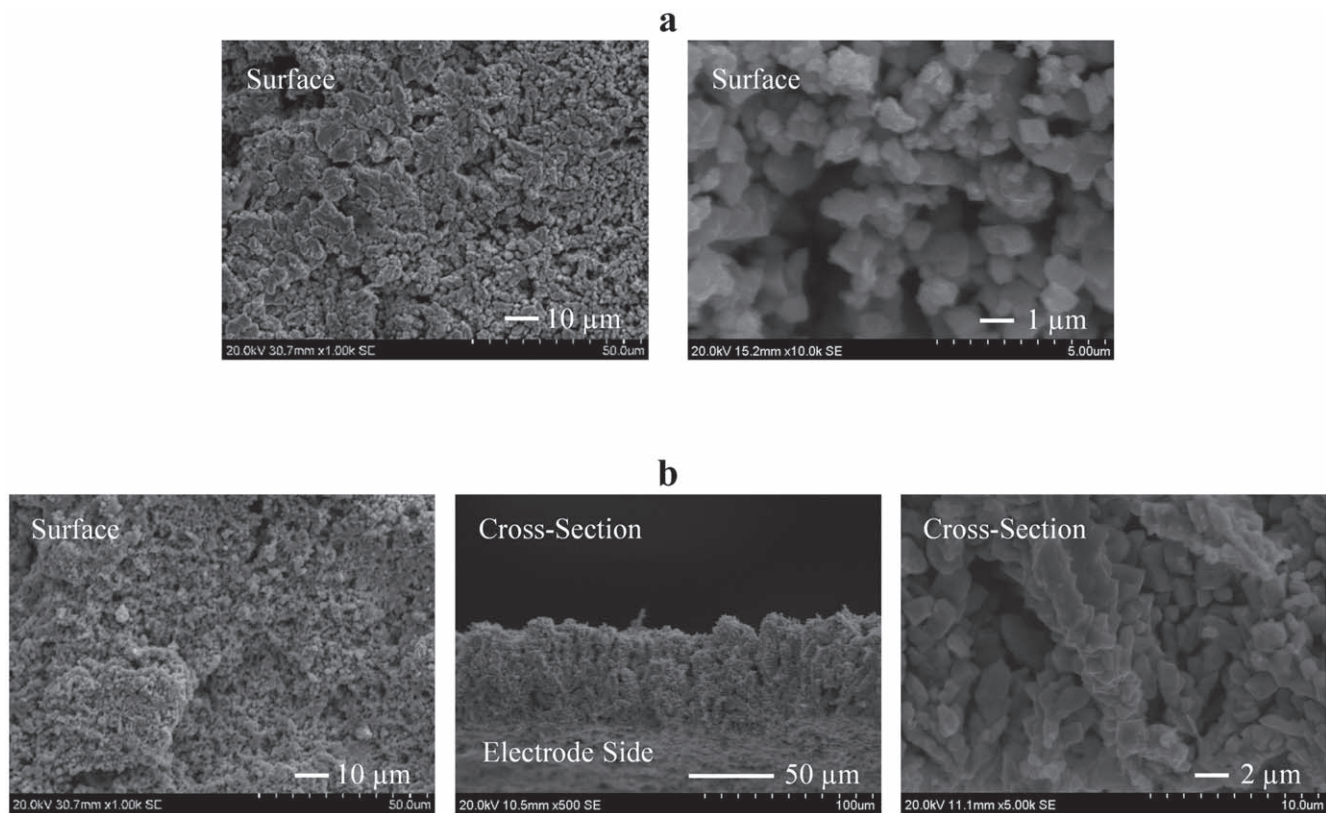 a
Surface
10 µm
20.0kV 30.7mm x1.00k SE
50.0um
Surface
1 µm
20.0kV 15.2mm x10.0k SE
5.00um
b
Surface
10 µm
20.0kV 30.7mm x1.00k SE
50.0um
Cross-Section
Electrode Side
50 µm
20.0kV 10.5mm x500 SE
100um
Cross-Section
2 µm
20.0kV 11.1mm x5.00k SE
10.0um